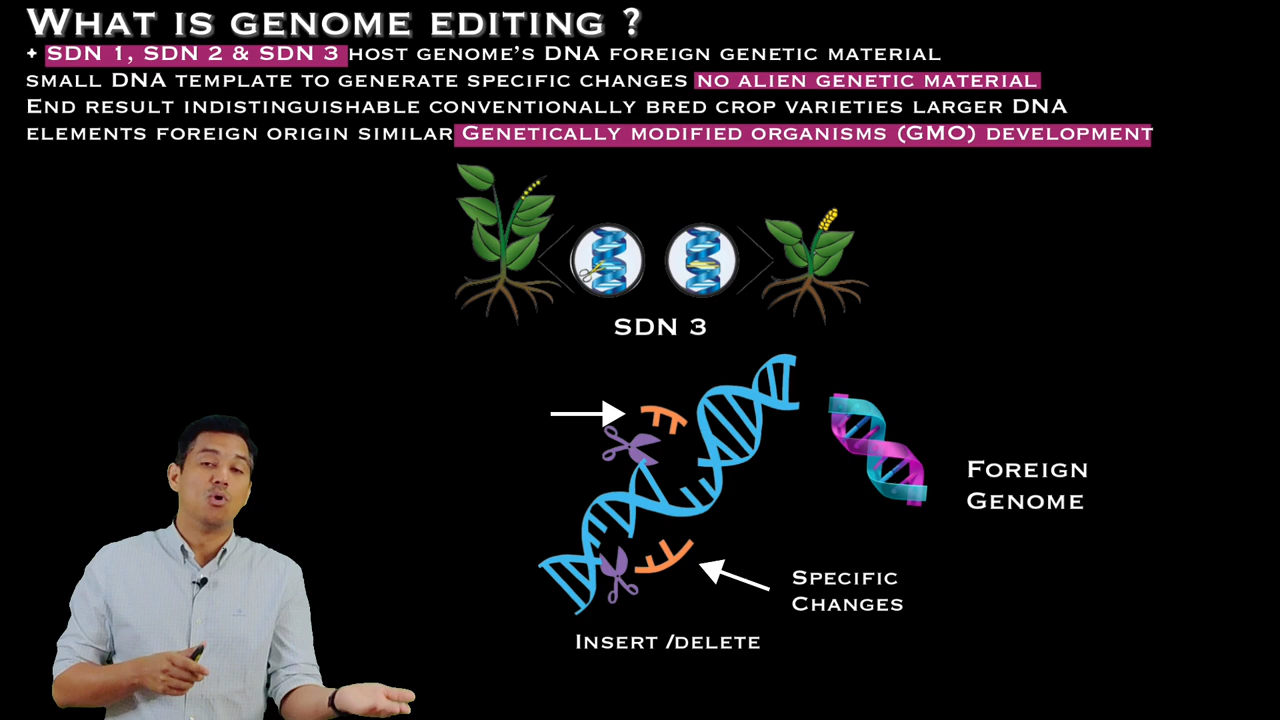 What is genome editing ?
+ SDN 1, SDN 2 & SDN 3 host genome's DNA foreign genetic material
small DNA template to generate specific changes no alien genetic material
End result indistinguishable conventionally bred crop varieties larger DNA
elements foreign origin similar Genetically modified organisms (GMO) development
SDN 3
Foreign
Genome
Specific
Changes
Insert /delete